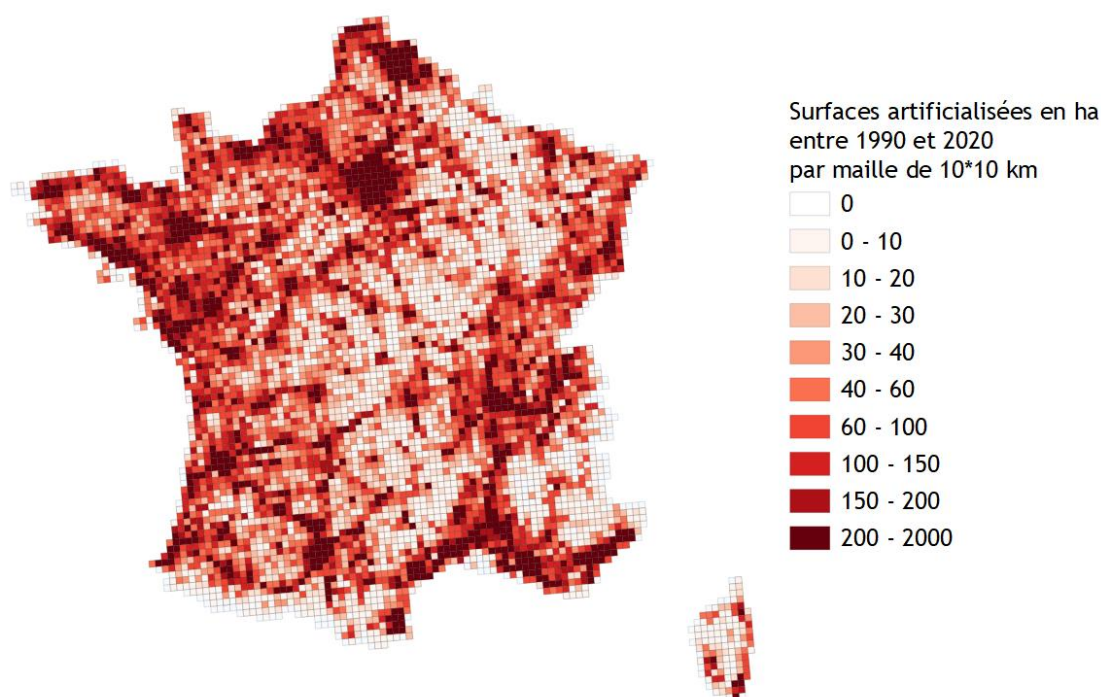 Surfaces artificialisées en ha
entre 1990 et 2020
par maille de 10*10 km
0
0 - 10
10 - 20
20 - 30
30 - 40
40 - 60
60 - 100
100 - 150
150 - 200
200 - 2000